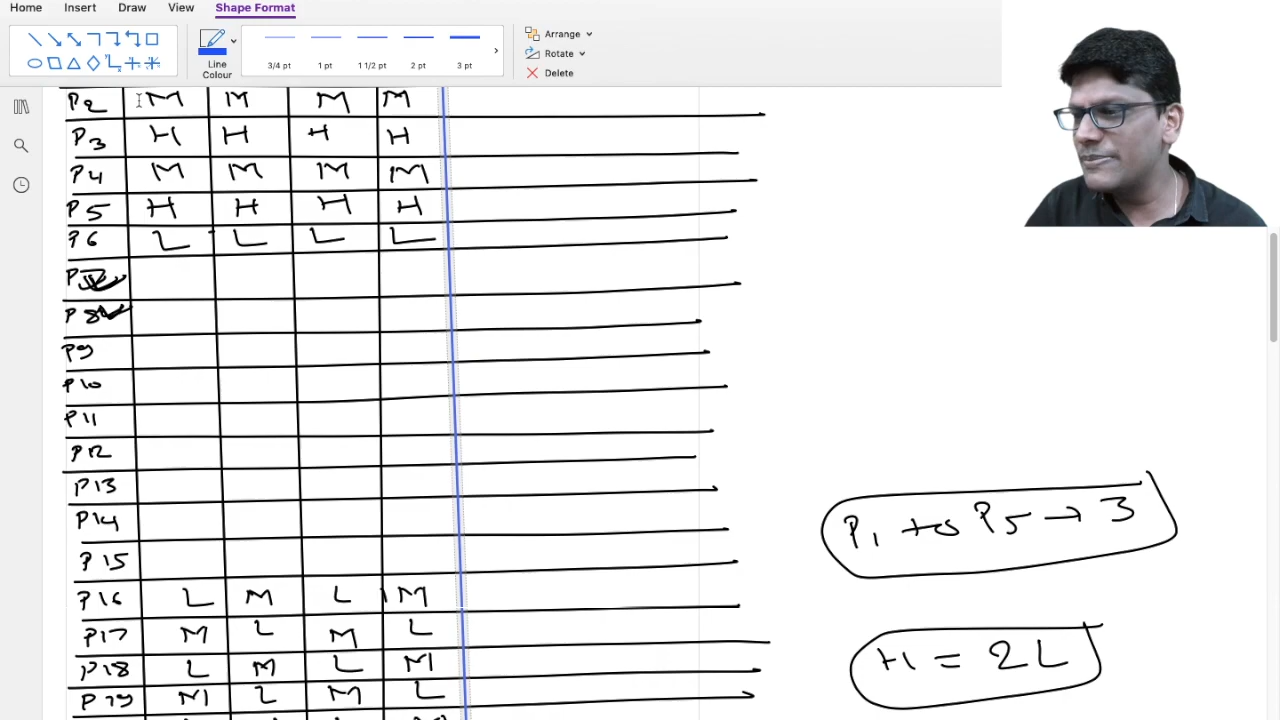 Home Insert Draw View Shape Format
Line Colour
3/4 pt 1 pt 1 1/2 pt 2 pt 3 pt
Arrange
Rotate
Delete
P2 M M M M
P3 H H H H
P4 M M M M
P5 H H H H
P6 L L L L
P7
P8
P9
P10
P11
P12
P13
P14
P15
P16 L M L M
P17 M L M L
P18 L M L M
P19 M L M L
P1 to P5 → 3
H = 2L